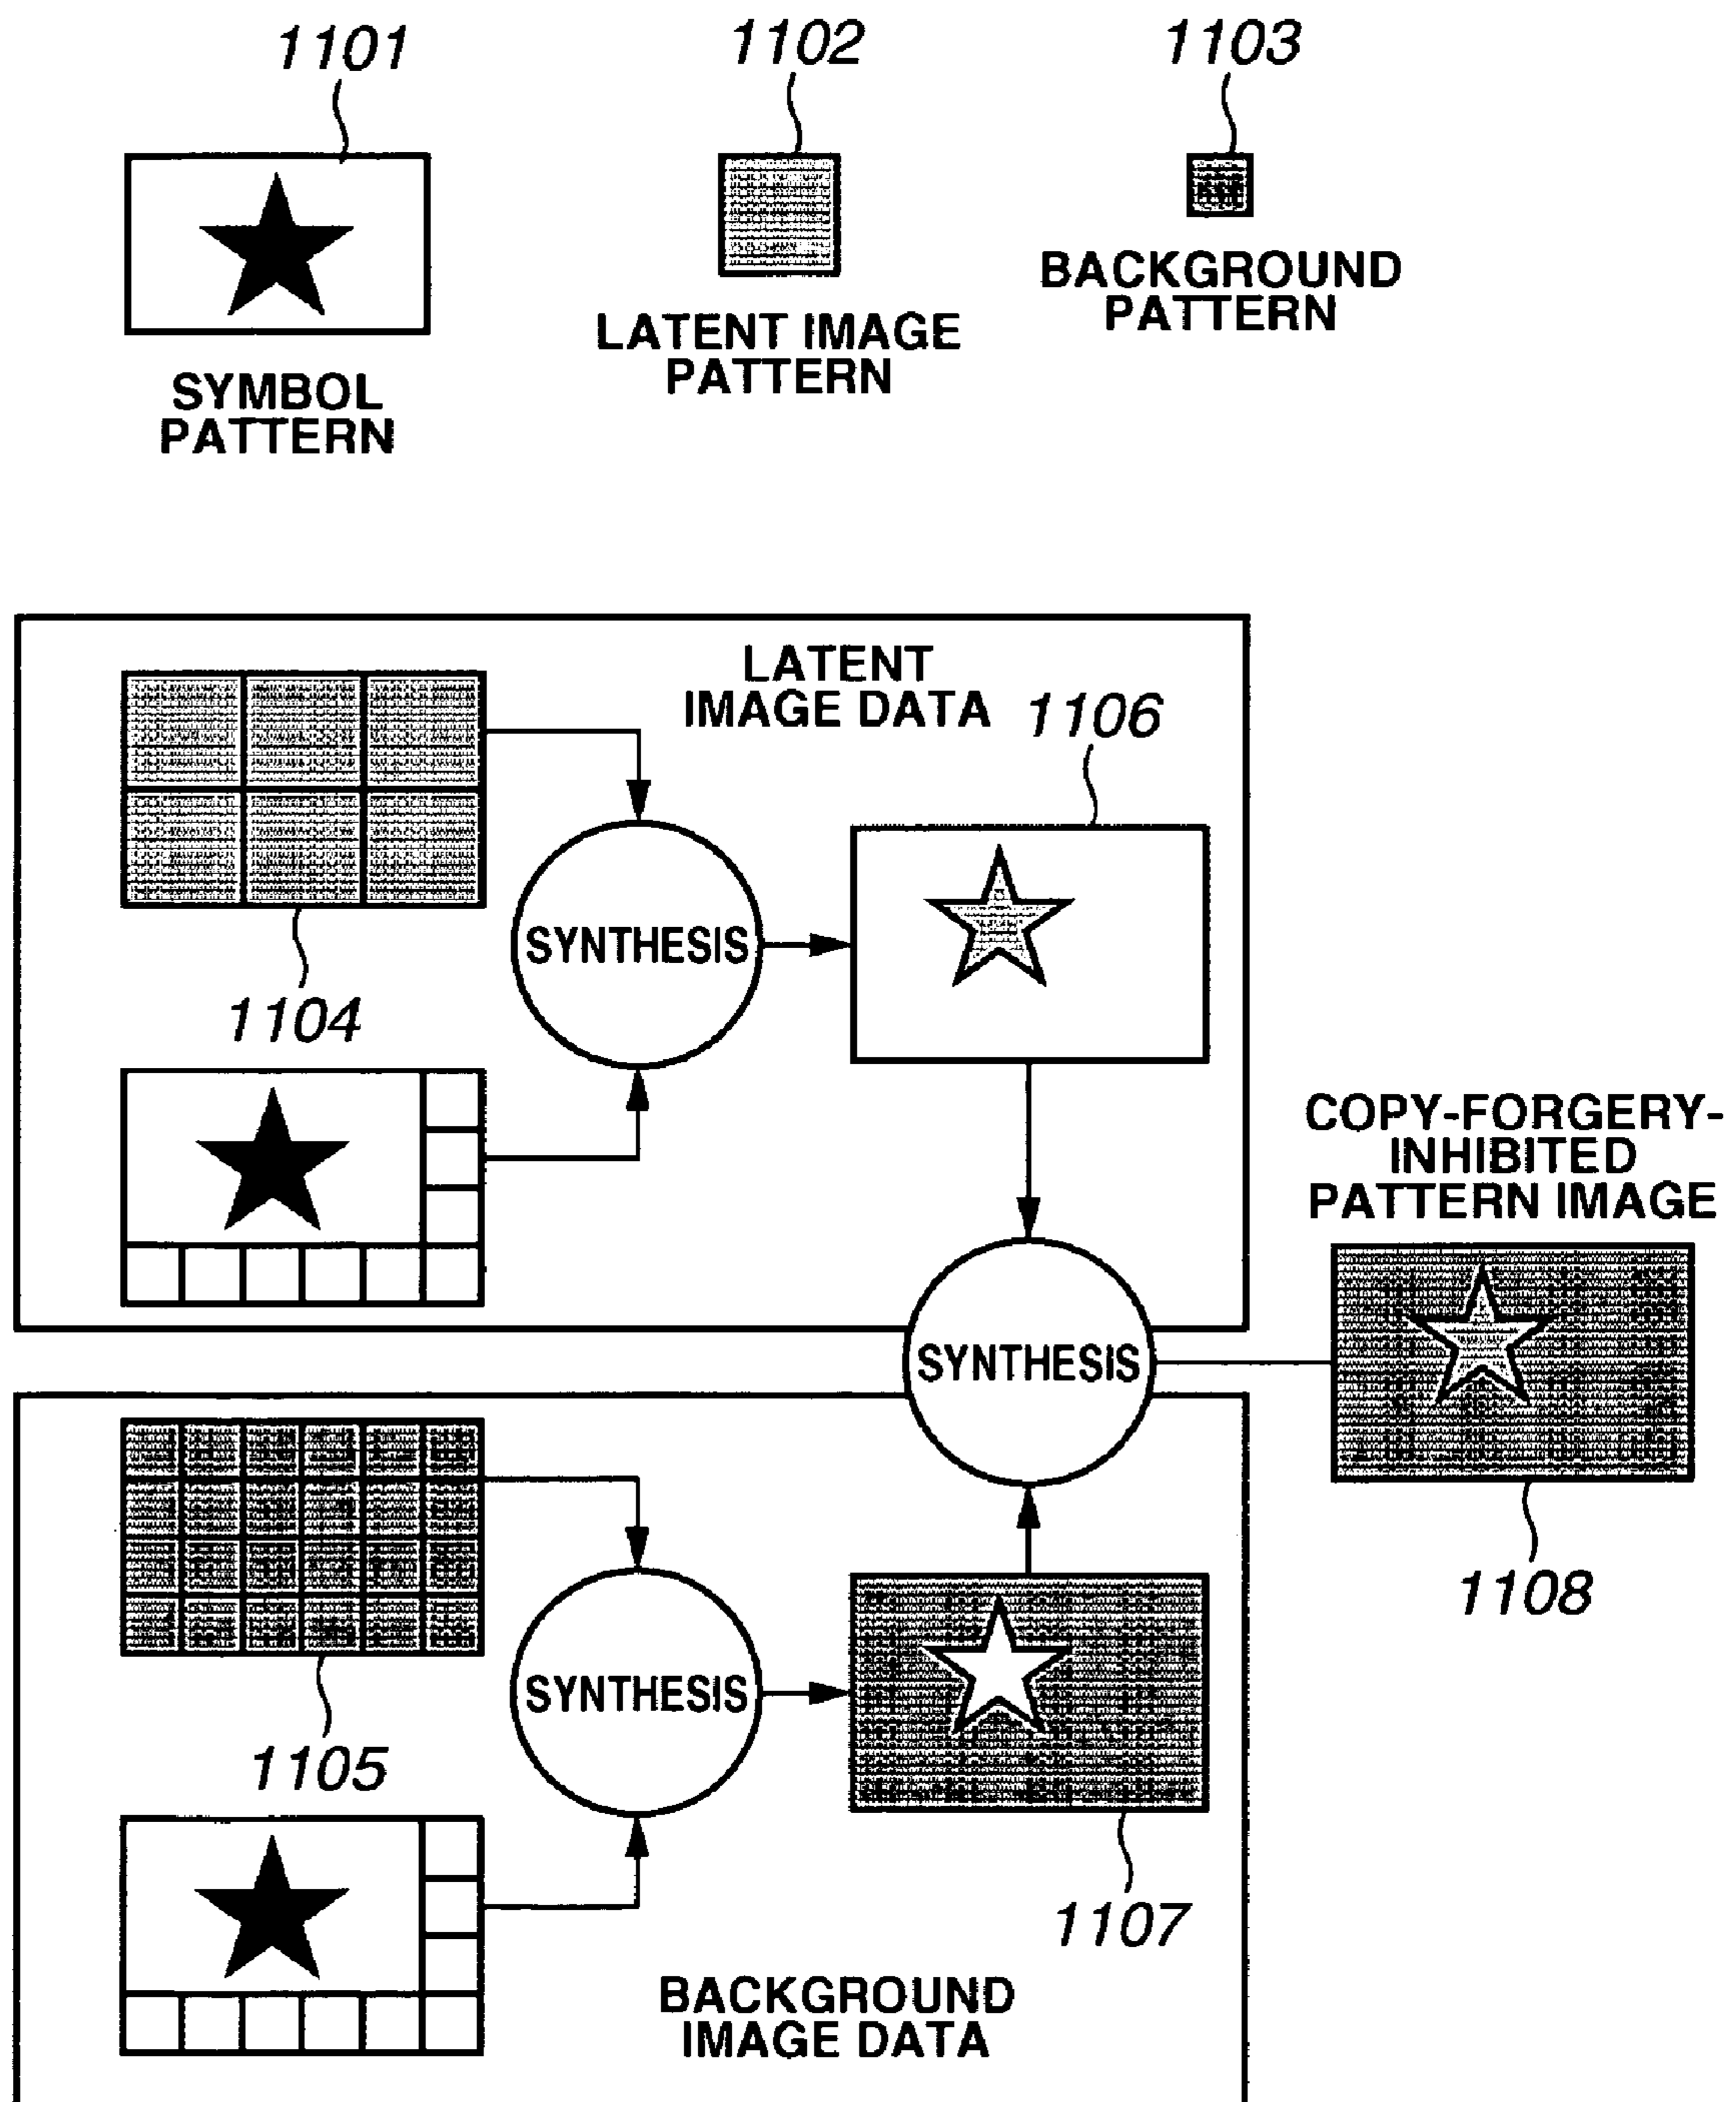 1101
1102
1103
SYMBOL
PATTERN
LATENT IMAGE
PATTERN
BACKGROUND
PATTERN
LATENT
IMAGE DATA
1106
1104
SYNTHESIS
COPY-FORGERY-
INHIBITED
PATTERN IMAGE
SYNTHESIS
1108
1105
SYNTHESIS
1107
BACKGROUND
IMAGE DATA